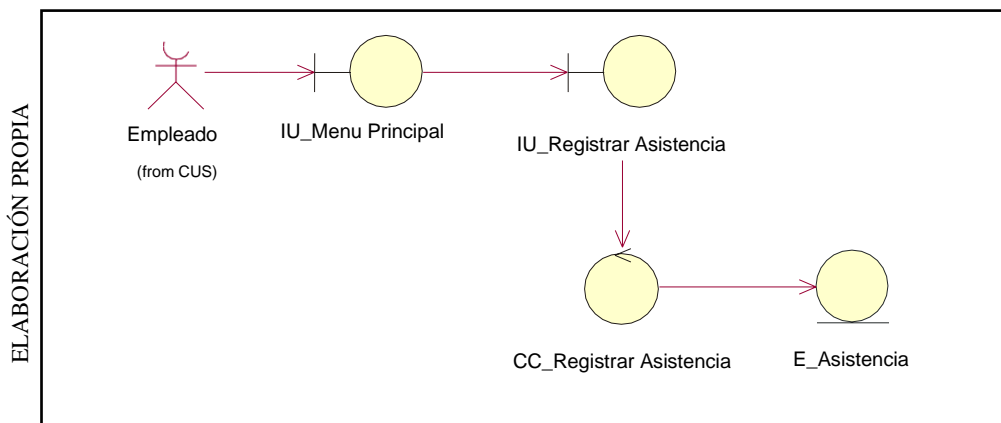 ELABORACIÓN PROPIA
Empleado
(from CUS)
IU_Menu Principal
IU_Registrar Asistencia
CC_Registrar Asistencia
E_Asistencia